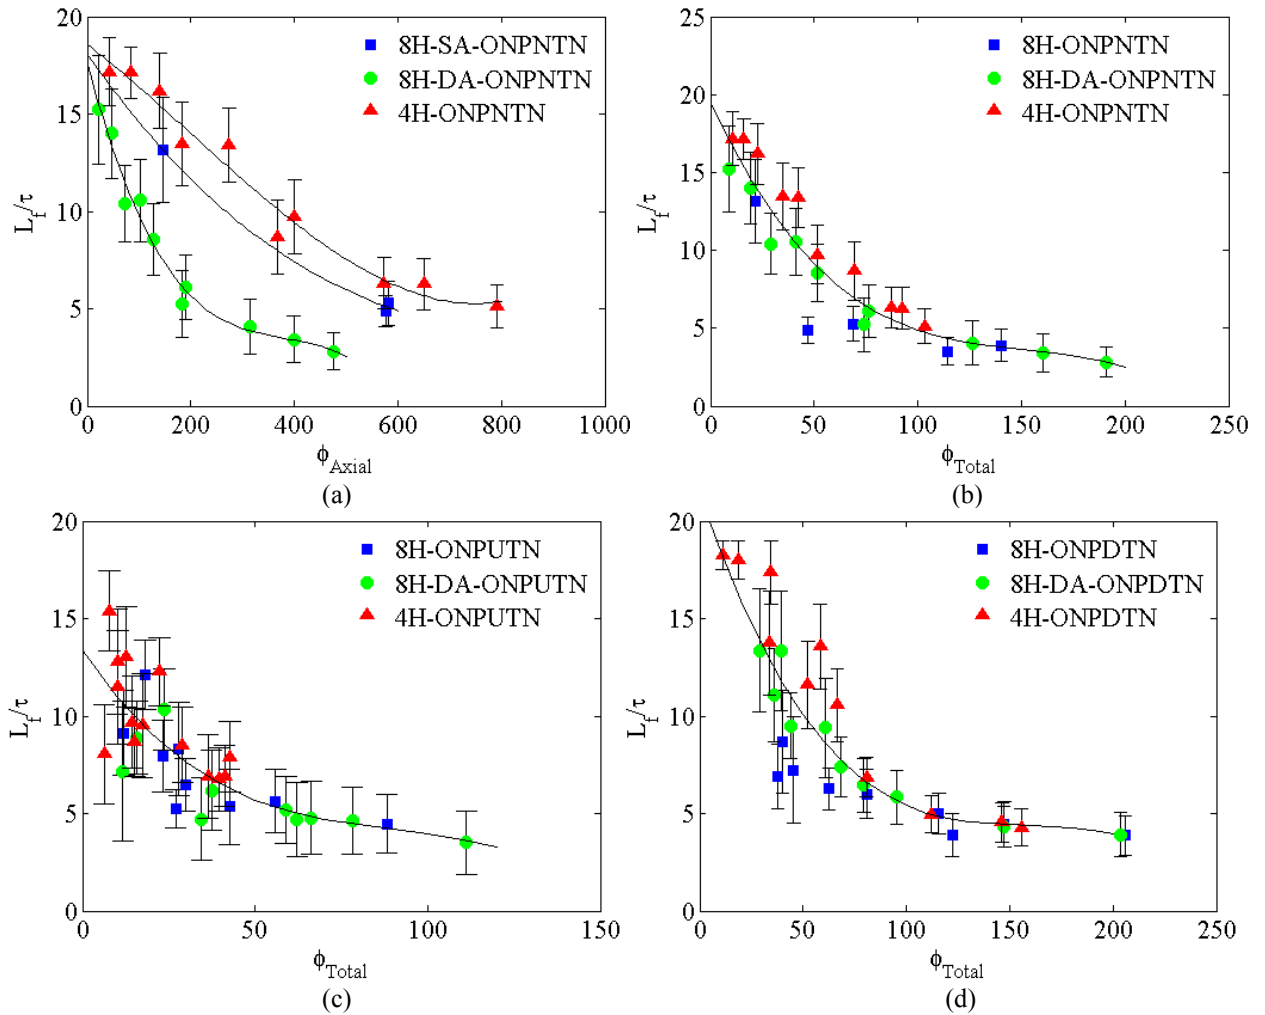 20
15
10
5
0
L_f/τ
8H-SA-ONPNTN
8H-DA-ONPNTN
4H-ONPNTN
0 200 400 600 800 1000
ϕ_Axial
(a)
25
20
15
10
5
0
L_f/τ
8H-ONPNTN
8H-DA-ONPNTN
4H-ONPNTN
0 50 100 150 200 250
ϕ_Total
(b)
20
15
10
5
0
L_f/τ
8H-ONPUTN
8H-DA-ONPUTN
4H-ONPUTN
0 50 100 150
ϕ_Total
(c)
20
15
10
5
0
L_f/τ
8H-ONPDTN
8H-DA-ONPDTN
4H-ONPDTN
0 50 100 150 200 250
ϕ_Total
(d)